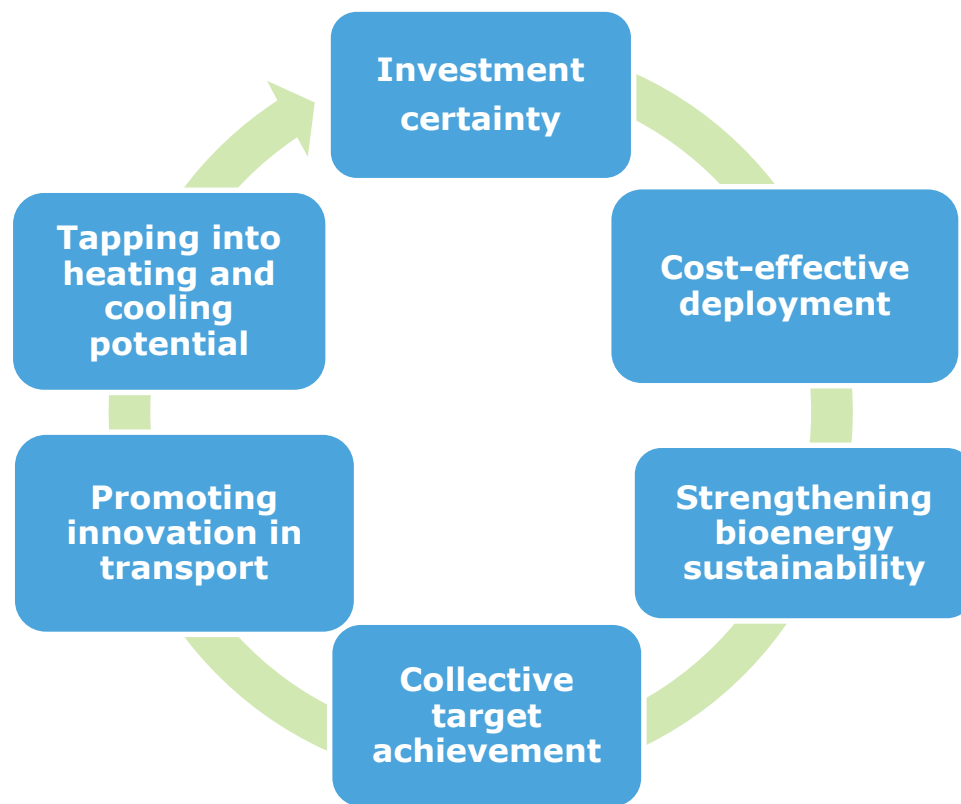 Investment
certainty
Cost-effective
deployment
Strengthening
bioenergy
sustainability
Collective
target
achievement
Promoting
innovation in
transport
Tapping into
heating and
cooling
potential